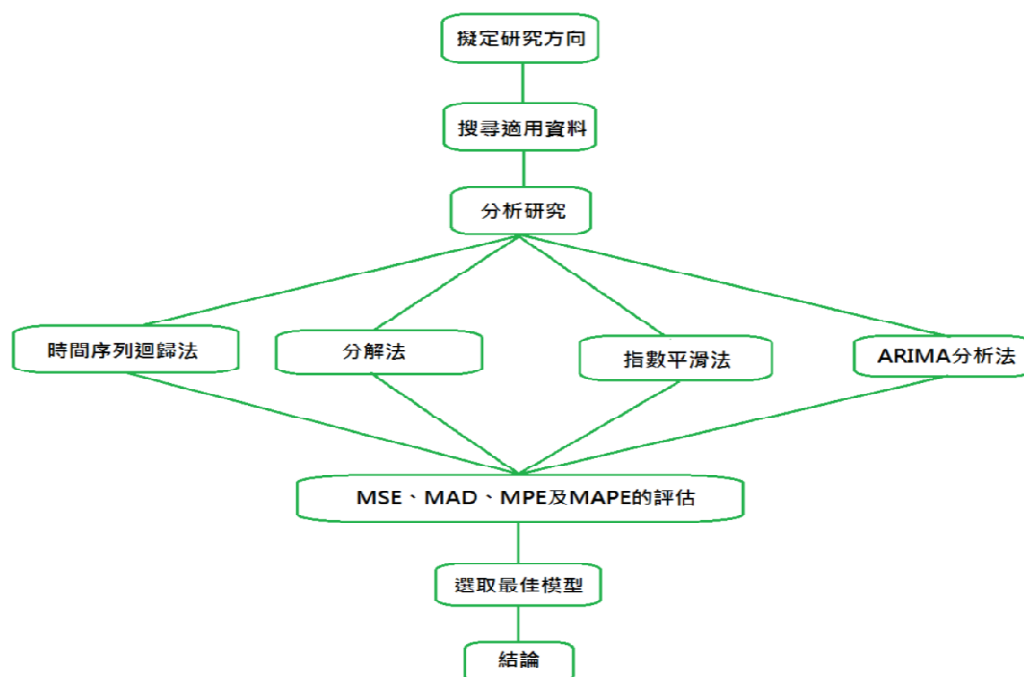 擬定研究方向
搜尋適用資料
分析研究
時間序列迴歸法
分解法
指數平滑法
ARIMA分析法
MSE、MAD、MPE及MAPE的評估
選取最佳模型
結論